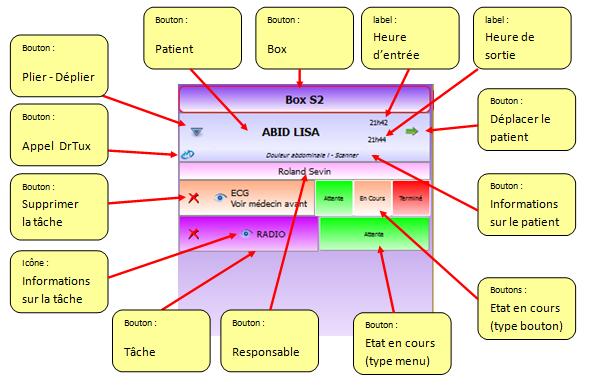 Bouton :
Patient
Bouton :
Box
label :
Heure
d'entrée
label :
Heure de
sortie
Bouton :
Plier - Déplier
Bouton :
Appel DrTux
Bouton :
Supprimer
la tâche
Icône :
Informations
sur la tâche
Box S2
ABID LISA
21h42
21h44
Douleur abdominale I - Scanner
Roland Sevin
ECG
Voir médecin avant
Attente
En Cours
Terminé
RADIO
Attente
Bouton :
Déplacer le
patient
Bouton :
Informations
sur le patient
Boutons :
Etat en cours
(type bouton)
Bouton :
Tâche
Bouton :
Responsable
Bouton :
Etat en cours
(type menu)